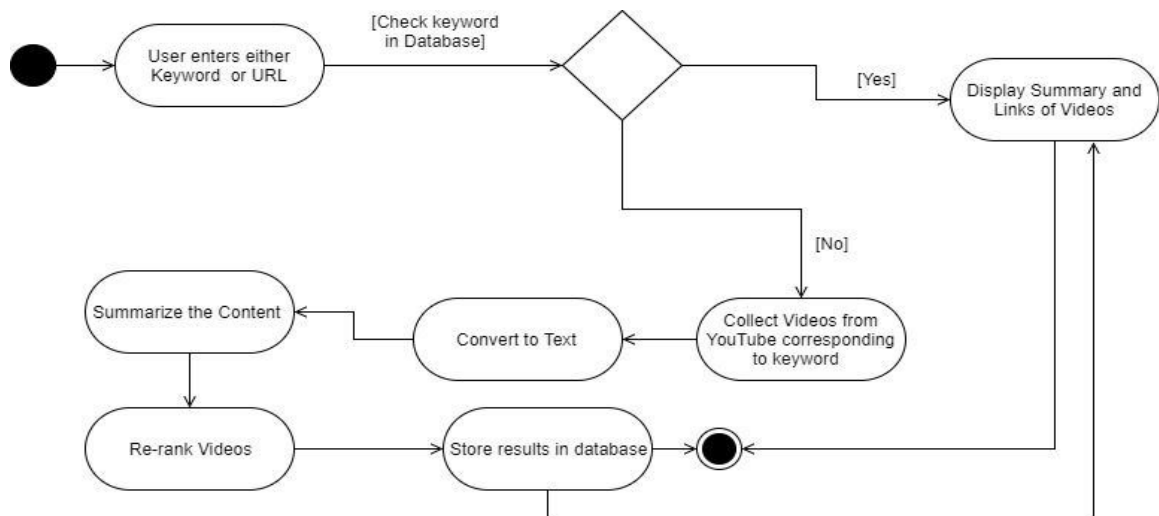 User enters either
Keyword or URL
[Check keyword
in Database]
[Yes]
Display Summary and
Links of Videos
[No]
Collect Videos from
YouTube corresponding
to keyword
Convert to Text
Summarize the Content
Re-rank Videos
Store results in database